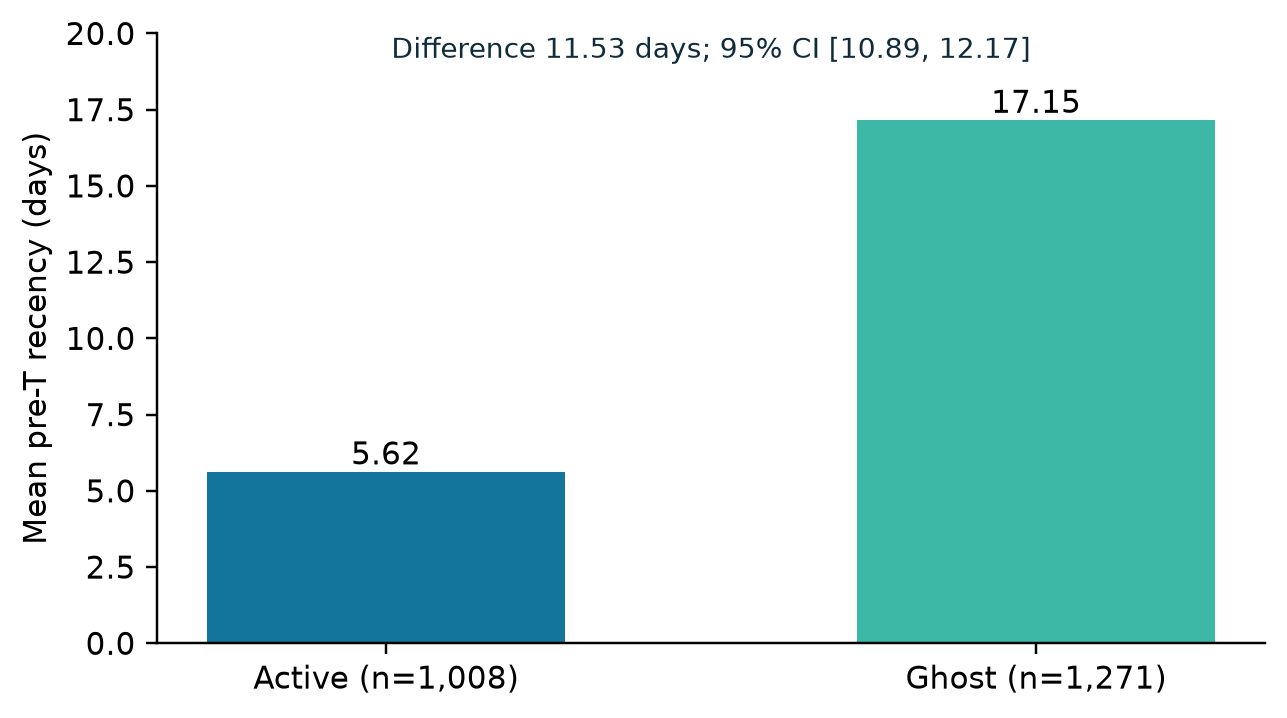 Difference 11.53 days; 95% CI [10.89, 12.17]
Mean pre-T recency (days)
20.0
17.5
15.0
12.5
10.0
7.5
5.0
2.5
0.0
5.62
17.15
Active (n=1,008)
Ghost (n=1,271)